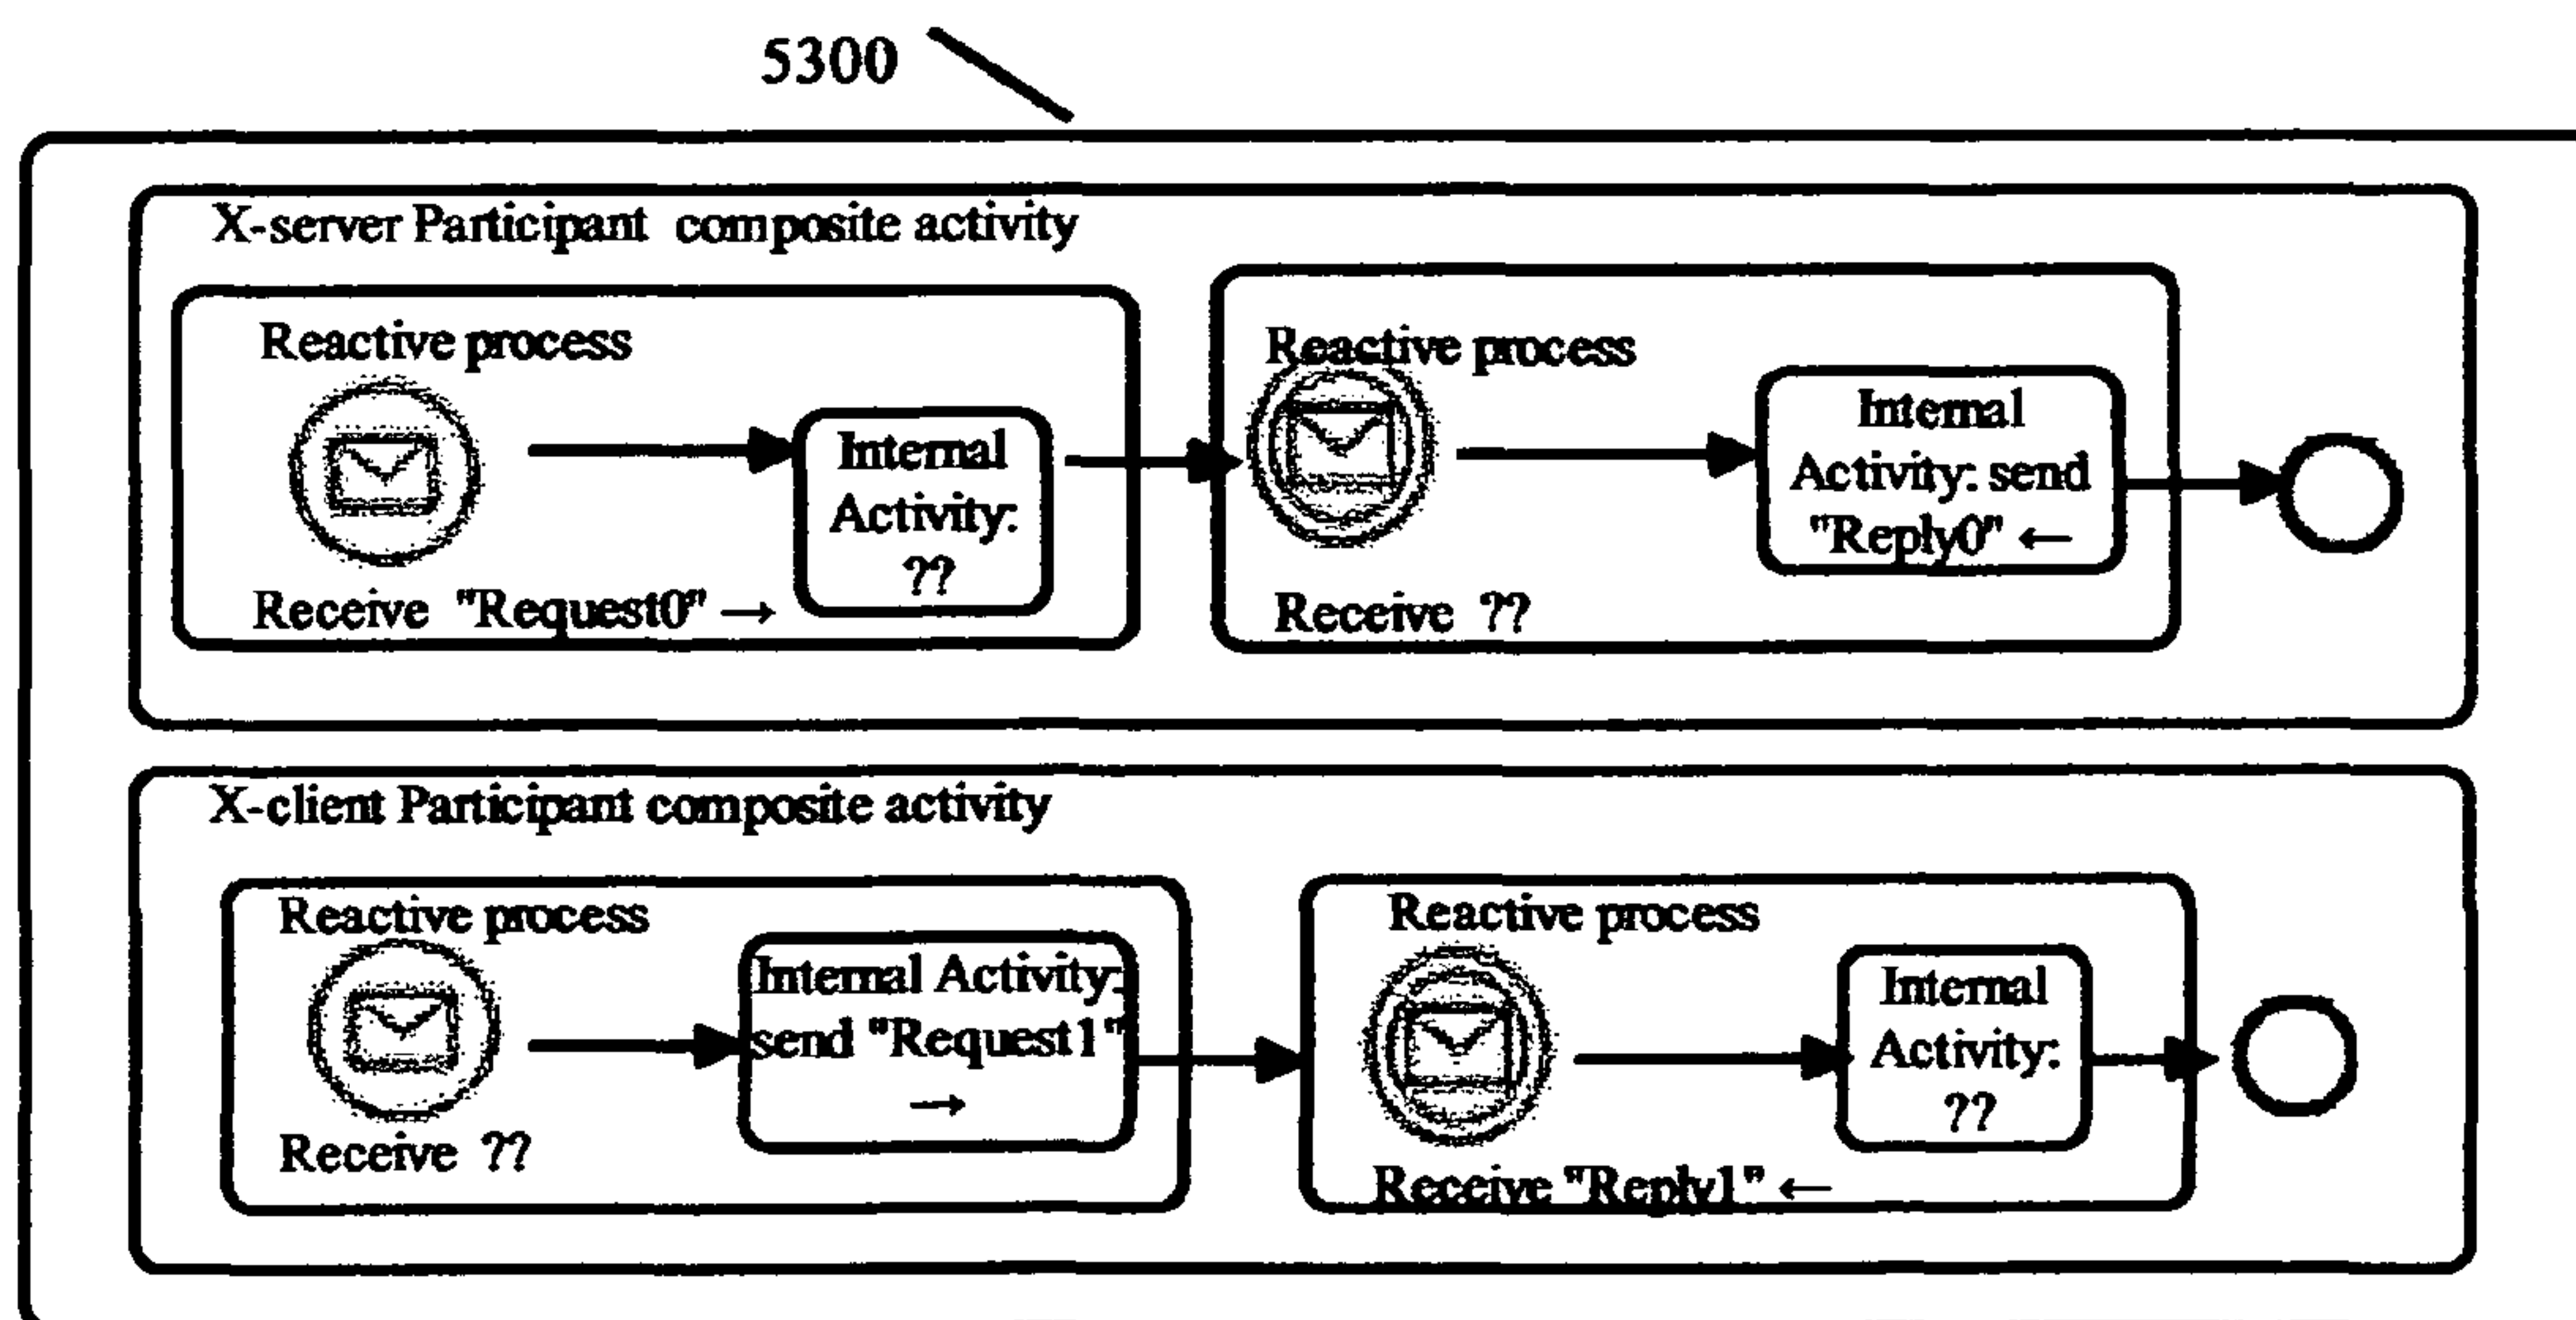 5300
X-server Participant composite activity
Reactive process
Internal
Activity:
??
Receive "Request0" →
Reactive process
Internal
Activity: send
"Reply0" ←
Receive ??
X-client Participant composite activity
Reactive process
Internal Activity:
send "Request1"
→
Receive ??
Reactive process
Internal
Activity:
??
Receive "Reply1" ←